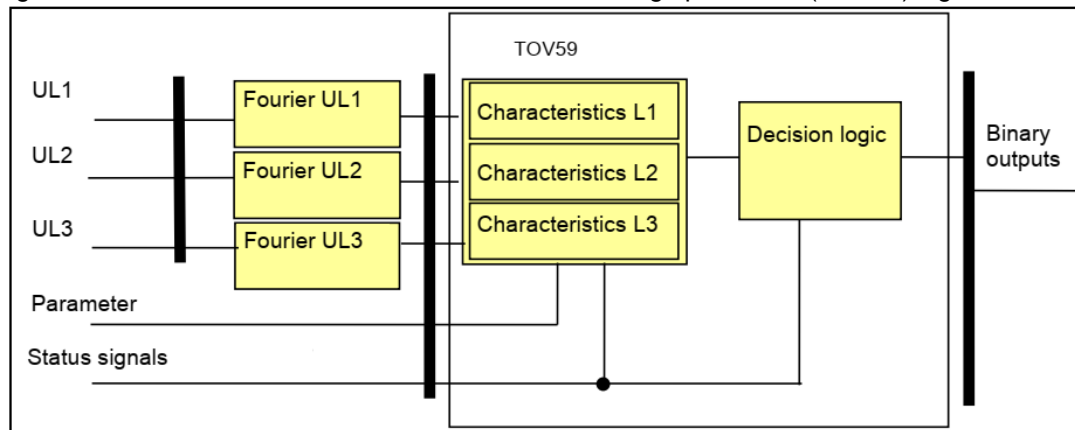 TOV59
UL1
Fourier UL1
Characteristics L1
Decision logic
Binary
outputs
UL2
Fourier UL2
Characteristics L2
UL3
Fourier UL3
Characteristics L3
Parameter
Status signals